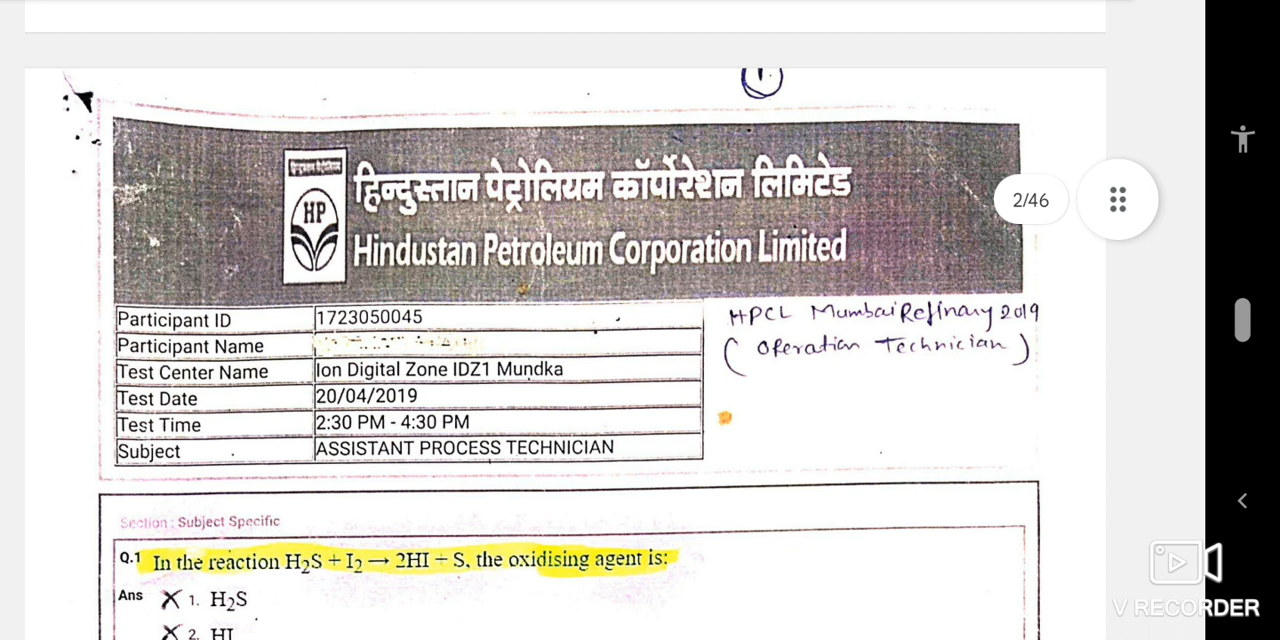 1
हिन्दुस्तान पेट्रोलियम कॉर्पोरेशन लिमिटेड
HP
Hindustan Petroleum Corporation Limited
2/46
Participant ID 1723050045
Participant Name
Test Center Name Ion Digital Zone IDZ1 Mundka
Test Date 20/04/2019
Test Time 2:30 PM - 4:30 PM
Subject ASSISTANT PROCESS TECHNICIAN
HPCL Mumbai Refinary 2019
( Operation Technician )
Section : Subject Specific
Q.1 In the reaction H₂S + I₂ → 2HI + S, the oxidising agent is:
Ans X 1. H₂S
X 2. HI
V RECORDER